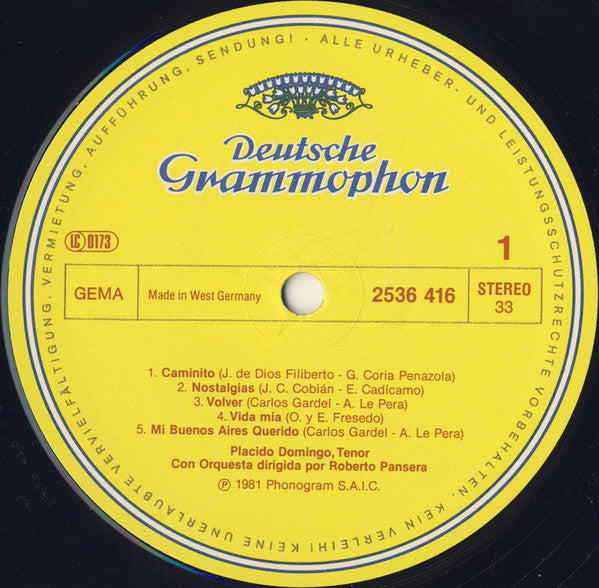 ALLE URHEBER- UND LEISTUNGSSCHUTZRECHTE VORBEHALTEN · KEIN VERLEIH! KEINE UNERLAUBTE VERVIELFÄLTIGUNG, VERMIETUNG, AUFFÜHRUNG, SENDUNG! ·
Deutsche
Grammophon
LC 0173
1
GEMA
Made in West Germany
2536 416
STEREO
33
1. Caminito (J. de Dios Filiberto - G. Coria Penazola)
2. Nostalgias (J. C. Cobián - E. Cadícamo)
3. Volver (Carlos Gardel - A. Le Pera)
4. Vida mia (O. y E. Fresedo)
5. Mi Buenos Aires Querido (Carlos Gardel - A. Le Pera)
Placido Domingo, Tenor
Con Orquesta dirigida por Roberto Pansera
℗ 1981 Phonogram S.A.I.C.